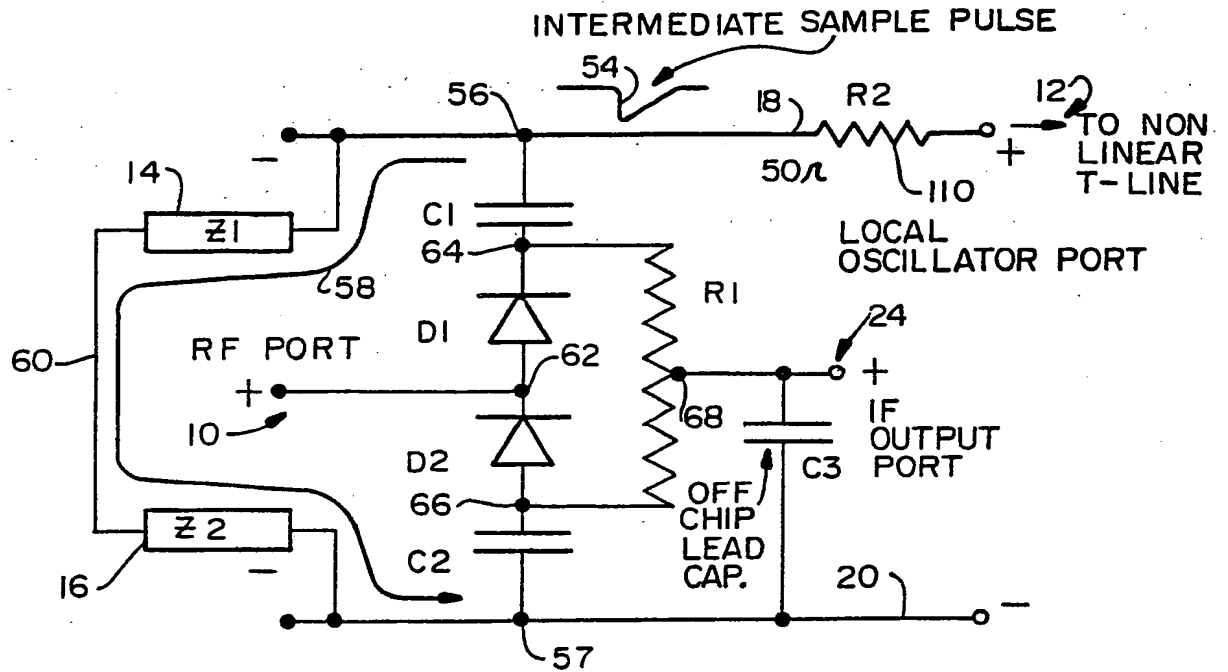 INTERMEDIATE SAMPLE PULSE
54
56
18
R2
12
TO NON
LINEAR
T-LINE
−
+
50Ω
110
14
Z1
C1
64
LOCAL
OSCILLATOR PORT
58
R1
D1
24
60
RF PORT
62
+
+
10
68
IF
OUTPUT
PORT
D2
C3
66
OFF
CHIP
LEAD
CAP.
Z2
−
C2
16
20
−
57